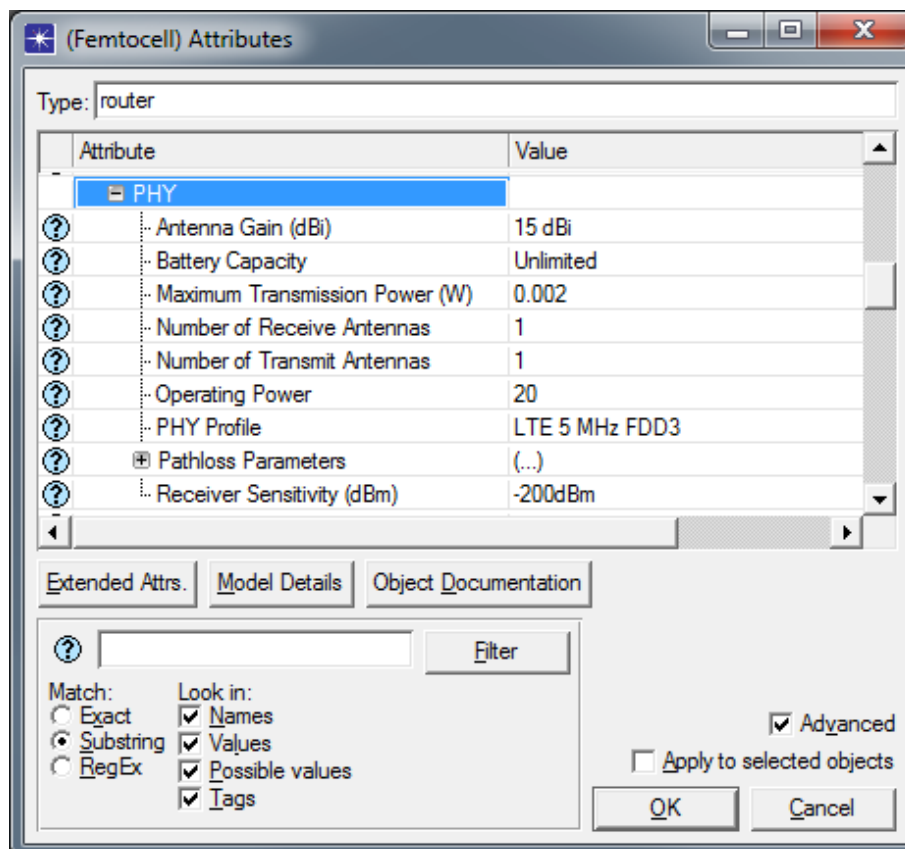 (Femtocell) Attributes
Type: router
Attribute Value
PHY
Antenna Gain (dBi) 15 dBi
Battery Capacity Unlimited
Maximum Transmission Power (W) 0.002
Number of Receive Antennas 1
Number of Transmit Antennas 1
Operating Power 20
PHY Profile LTE 5 MHz FDD3
Pathloss Parameters (...)
Receiver Sensitivity (dBm) -200dBm
Extended Attrs. Model Details Object Documentation
Filter
Match: Look in:
Exact Names
Substring Values
RegEx Possible values
Tags
Advanced
Apply to selected objects
OK Cancel